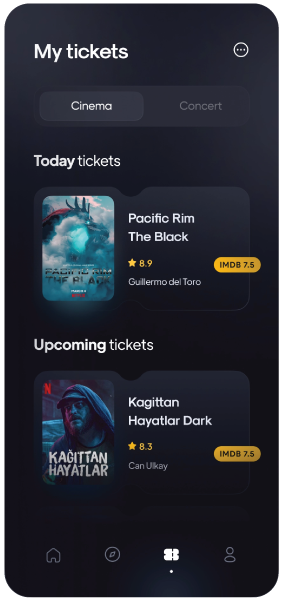 My tickets
Cinema
Concert
Today tickets
PACIFIC RIM
THE BLACK
Pacific Rim
The Black
8.9
IMDB 7.5
Guillermo del Toro
Upcoming tickets
N
KAĞITTAN
HAYATLAR
Kagittan
Hayatlar Dark
8.3
IMDB 7.5
Can Ulkay